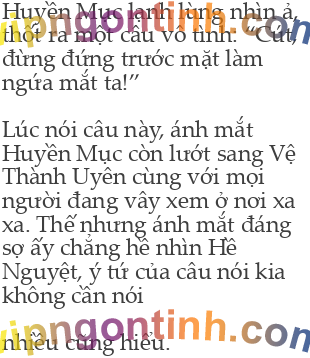 Huyền Mục lạnh lùng nhìn ả,
thốt ra một câu vô tình: “Cút,
đừng đứng trước mặt làm
ngứa mắt ta!”
Lúc nói câu này, ánh mắt
Huyền Mục còn lướt sang Vệ
Thành Uyên cùng với mọi
người đang vây xem ở nơi xa
xa. Thế nhưng ánh mắt đáng
sợ ấy chẳng hề nhìn Hề
Nguyệt, ý tứ của câu nói kia
không cần nói
nhiều cũng hiểu.
vipngontinh.com
vipngontinh.com